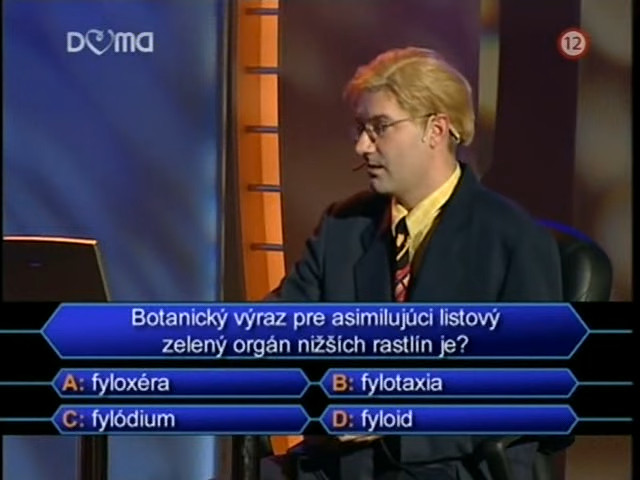 DOMA
12
Botanický výraz pre asimilujúci listový
zelený orgán nižších rastlín je?
A: fyloxéra
B: fylotaxia
C: fylódium
D: fyloid